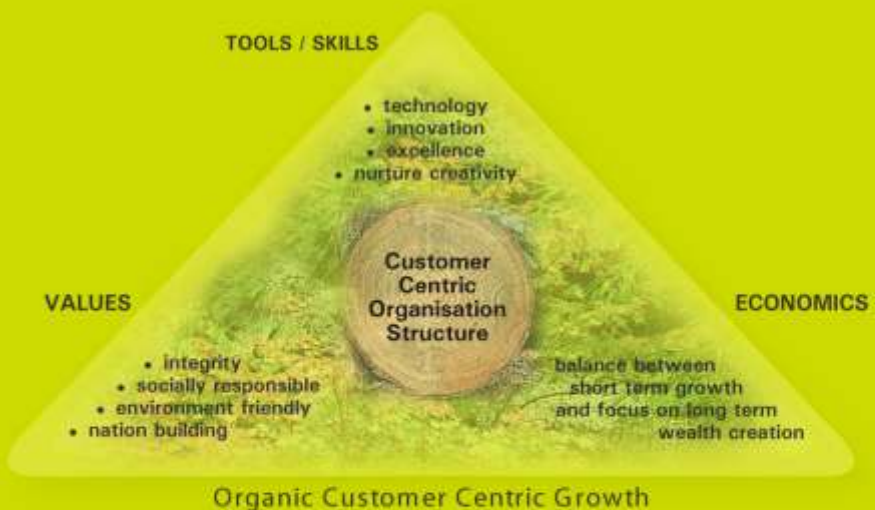 TOOLS / SKILLS
• technology
• innovation
• expellence
• nurture creativity
Customer
Centric
Organisation
Structure
VALUES
ECONOMICS
• integrity
• socially responsible
• environment friendly
• nation building
balance between
short term growth
and focus on long term
wealth creation
Organic Customer Centric Growth